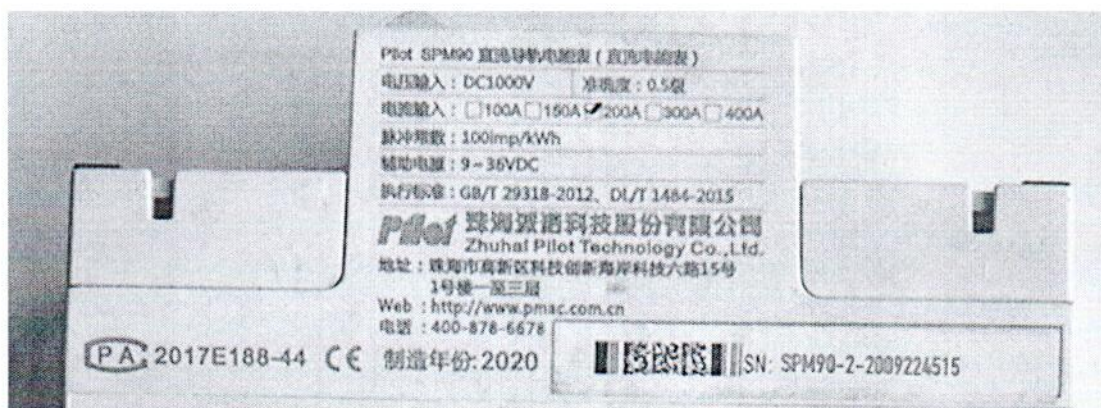 Pilot SPM90 直流导轨电能表（直流电能表）
电压输入：DC1000V 准确度：0.5级
电流输入：□100A□150A☑200A□300A□400A
脉冲常数：100imp/kWh
辅助电源：9~36VDC
执行标准：GB/T 29318-2012、DL/T 1484-2015
Pilot 珠海派诺科技股份有限公司
Zhuhai Pilot Technology Co.,Ltd.
地址：珠海市高新区科技创新海岸科技六路15号
1号楼一至三层
Web：http://www.pmac.com.cn
电话：400-878-6678
CPA 2017E188-44 CE 制造年份:2020
SN: SPM90-2-2009224515